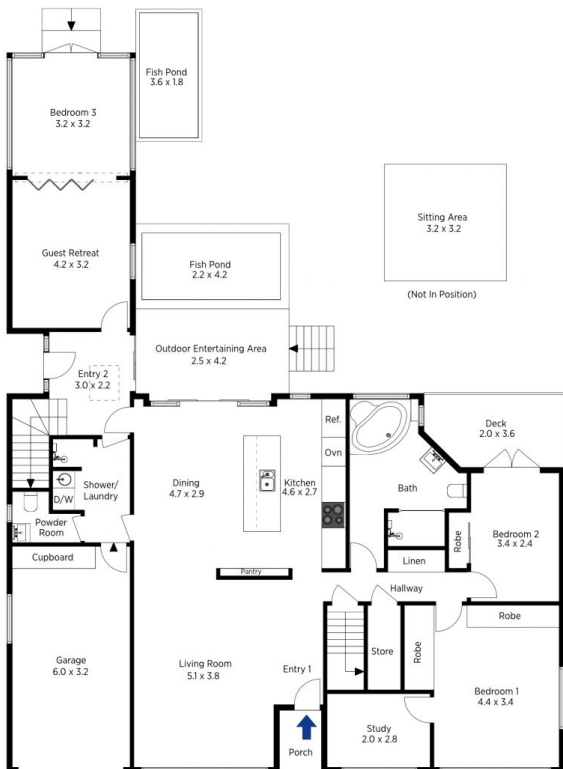 Fish Pond
3.6 x 1.8
Bedroom 3
3.2 x 3.2
Sitting Area
3.2 x 3.2
(Not In Position)
Guest Retreat
4.2 x 3.2
Fish Pond
2.2 x 4.2
Outdoor Entertaining Area
2.5 x 4.2
Entry 2
3.0 x 2.2
Ref.
Ovn
Deck
2.0 x 3.6
Dining
4.7 x 2.9
Kitchen
4.6 x 2.7
Bath
Shower/
Laundry
D/W
Powder
Room
Robe
Bedroom 2
3.4 x 2.4
Cupboard
Linen
Pantry
Hallway
Robe
Garage
6.0 x 3.2
Living Room
5.1 x 3.8
Entry 1
Store
Robe
Bedroom 1
4.4 x 3.4
Study
2.0 x 2.8
Porch